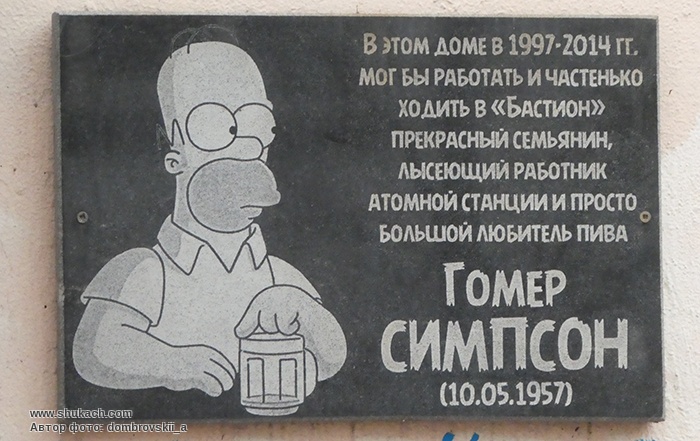 В этом доме в 1997-2014 гг.
мог бы работать и частенько
ходить в «Бастион»
прекрасный семьянин,
лысеющий работник
атомной станции и просто
большой любитель пива
Гомер
Симпсон
(10.05.1957)
www.shukach.com
Автор фото: dombrovskii_a